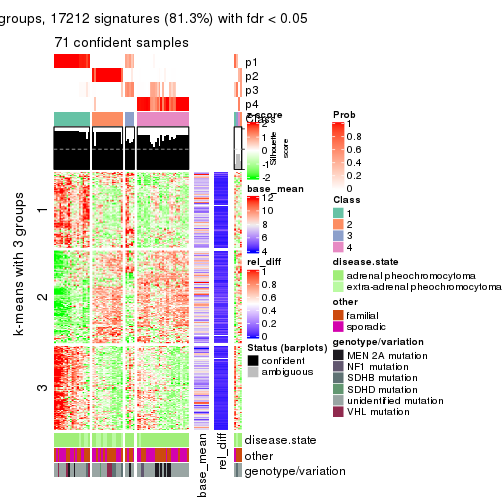 groups, 17212 signatures (81.3%) with fdr < 0.05
71 confident samples
p1
p2
p3
p4
Class
Silhouette
score
1
2
3
k-means with 3 groups
z-score
2
1
0
-1
-2
base_mean
12
10
8
6
4
rel_diff
1
0.8
0.6
0.4
0.2
0
Status (barplots)
confident
ambiguous
Prob
1
0.8
0.6
0.4
0.2
0
Class
1
2
3
4
disease.state
adrenal pheochromocytoma
extra-adrenal pheochromocytoma
other
familial
sporadic
genotype/variation
MEN 2A mutation
NF1 mutation
SDHB mutation
SDHD mutation
unidentified mutation
VHL mutation
disease.state
other
genotype/variation
base_mean
rel_diff